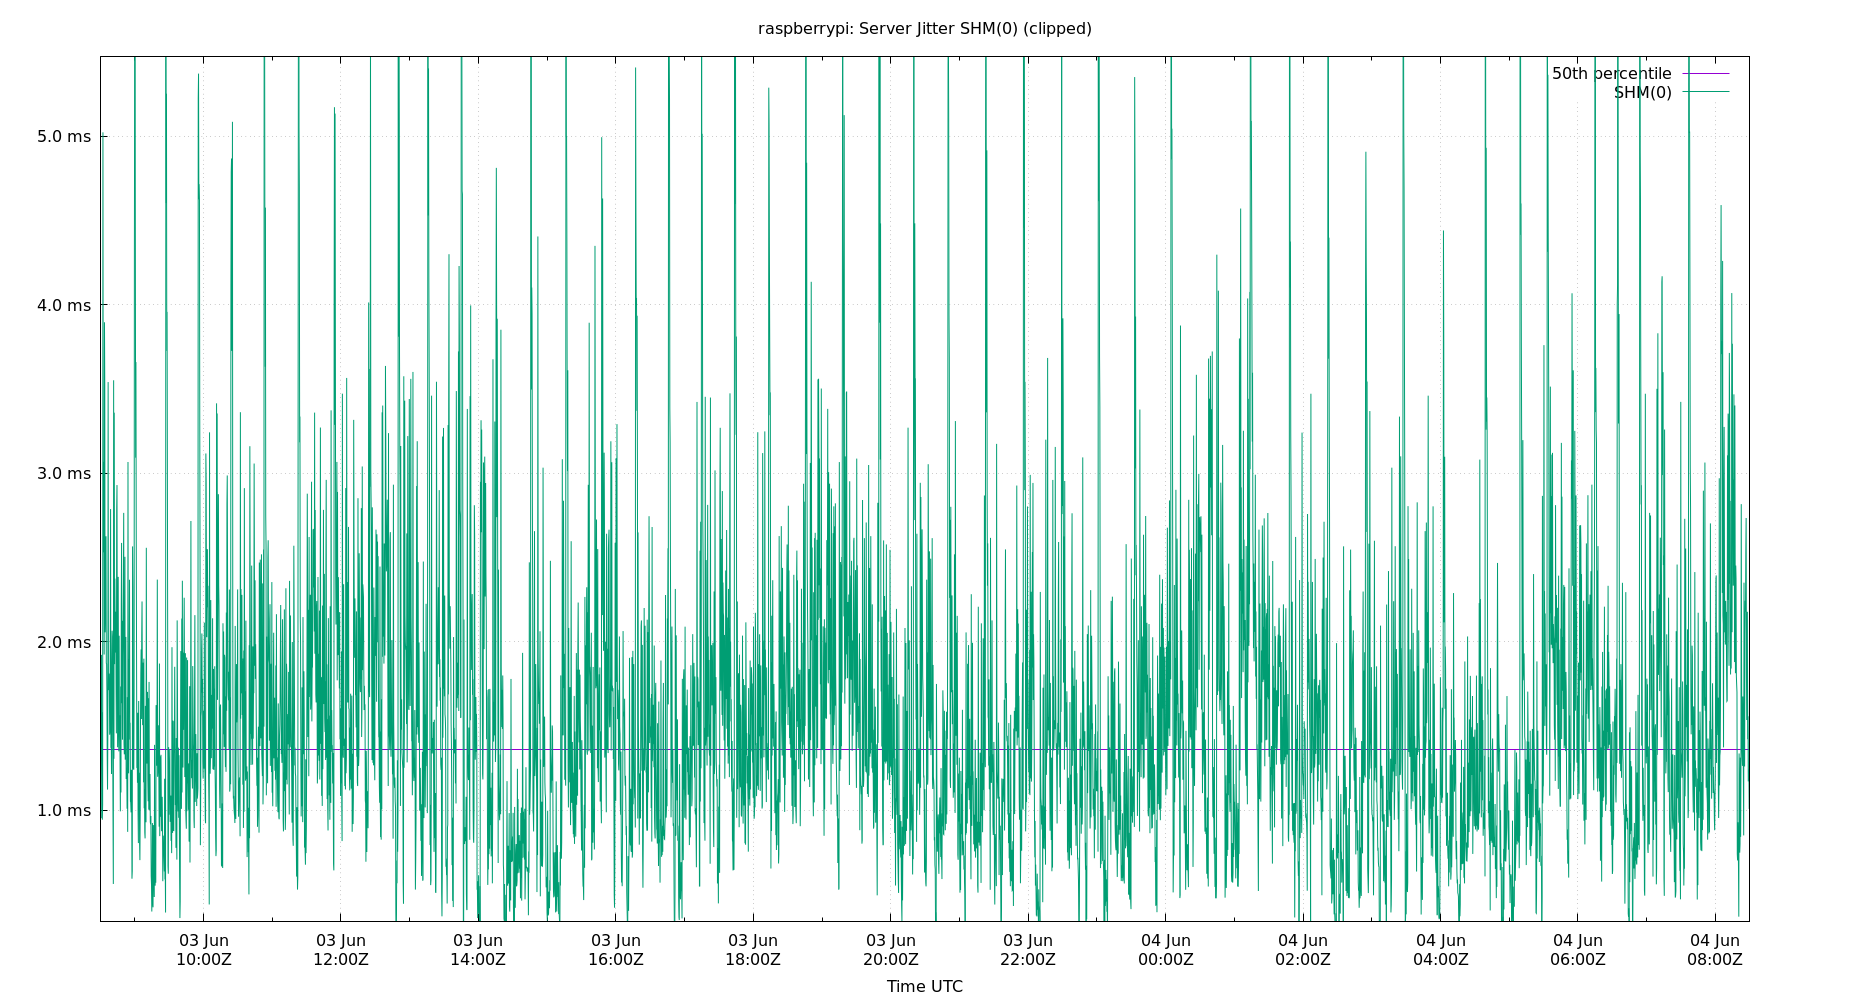 raspberrypi: Server Jitter SHM(0) (clipped)
50th percentile
SHM(0)
5.0 ms
4.0 ms
3.0 ms
2.0 ms
1.0 ms
03 Jun 03 Jun 03 Jun 03 Jun 03 Jun 03 Jun 03 Jun 04 Jun 04 Jun 04 Jun 04 Jun 04 Jun
10:00Z 12:00Z 14:00Z 16:00Z 18:00Z 20:00Z 22:00Z 00:00Z 02:00Z 04:00Z 06:00Z 08:00Z
Time UTC